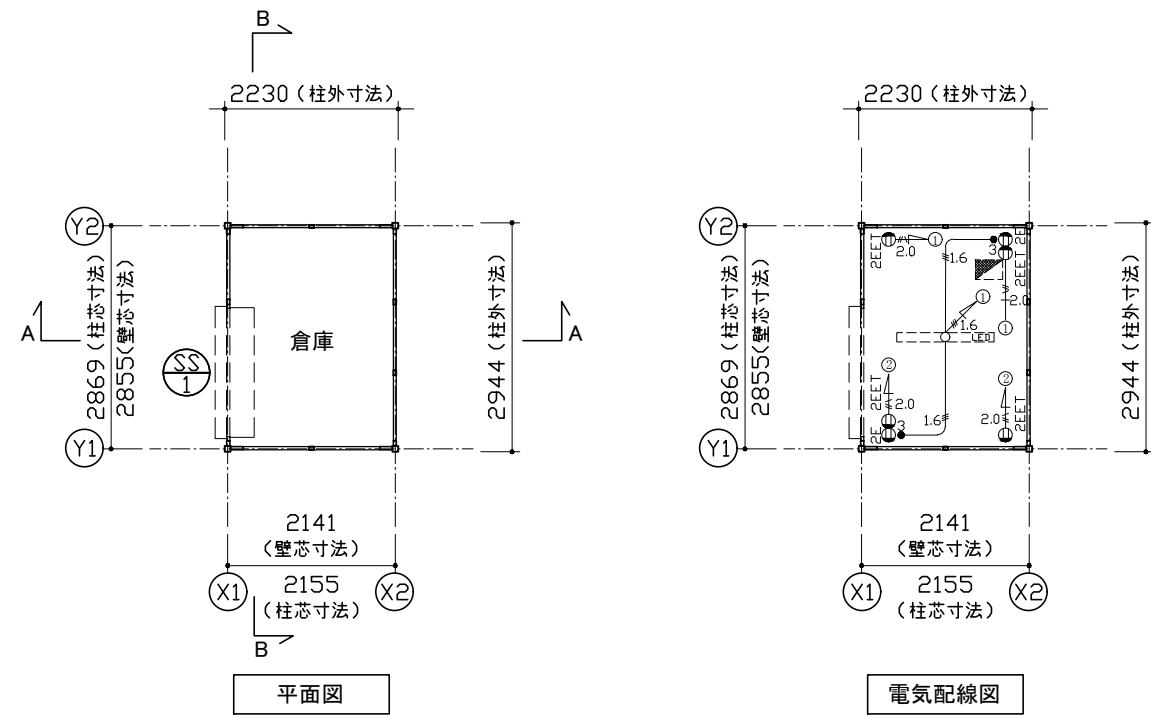 B
2230（柱外寸法）
Y2
A
2869（柱芯寸法）
2855(壁芯寸法）
SS
1
倉庫
2944（柱外寸法）
A
Y1
2141
（壁芯寸法）
X1
2155
（柱芯寸法）
X2
B
平面図
2230（柱外寸法）
Y2
2869（柱芯寸法）
2855(壁芯寸法）
2EET
2.0
1
1.6
3
2E
2EET
2.0
1
1.6
1
LED
2
2EET
2.0
2E
3
1.6
2
2.0
2EET
2944（柱外寸法）
Y1
2141
（壁芯寸法）
X1
2155
（柱芯寸法）
X2
電気配線図